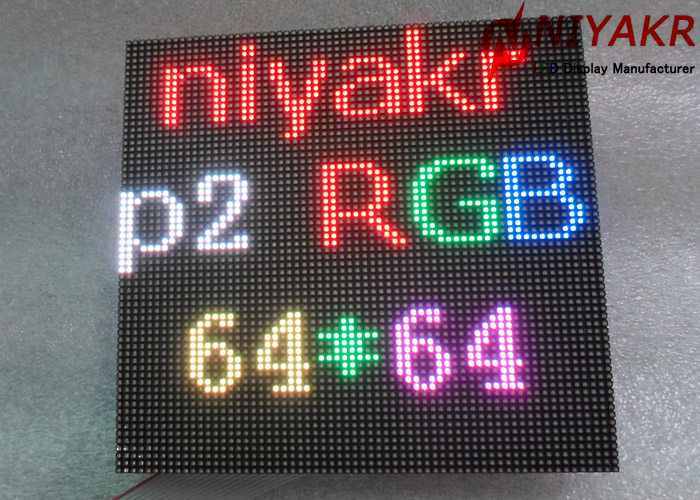 NIYAKR
LED Display Manufacturer
niyakr
p2 RGB
64*64